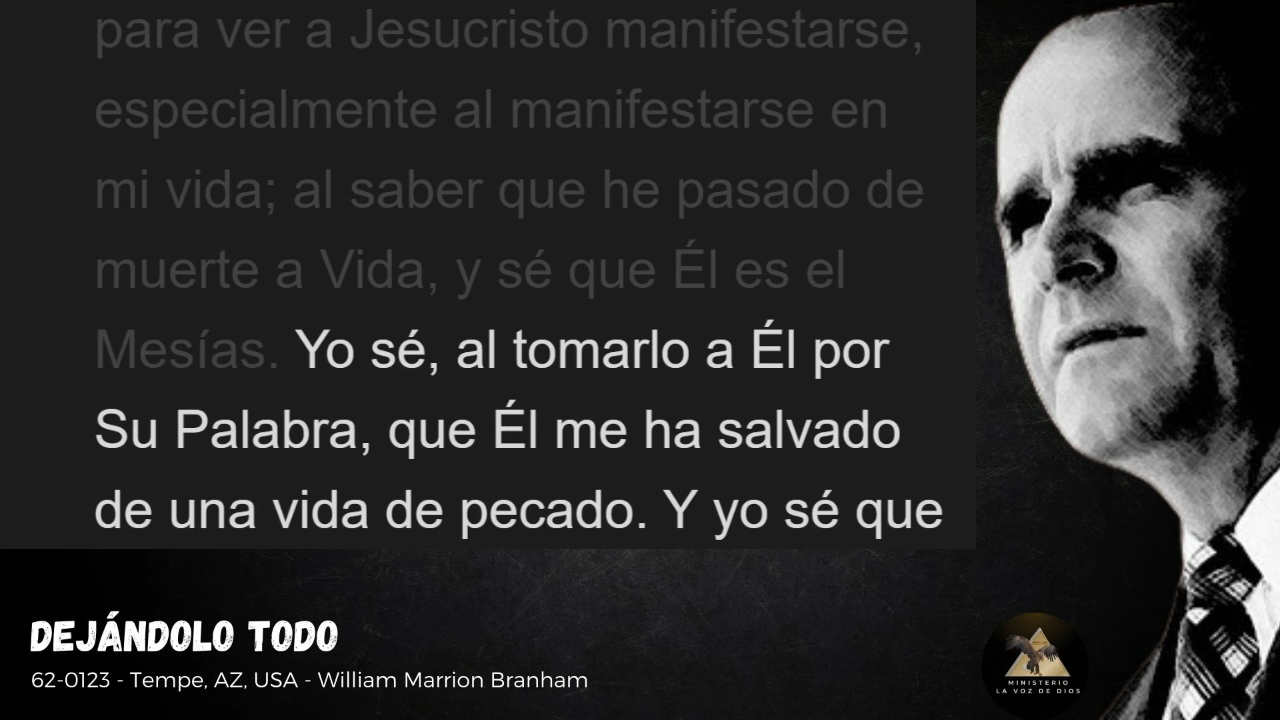 para ver a Jesucristo manifestarse,
especialmente al manifestarse en
mi vida; al saber que he pasado de
muerte a Vida, y sé que Él es el
Mesías. Yo sé, al tomarlo a Él por
Su Palabra, que Él me ha salvado
de una vida de pecado. Y yo sé que
DEJÁNDOLO TODO
62-0123 - Tempe, AZ, USA - William Marrion Branham
MINISTERIO
LA VOZ DE DIOS